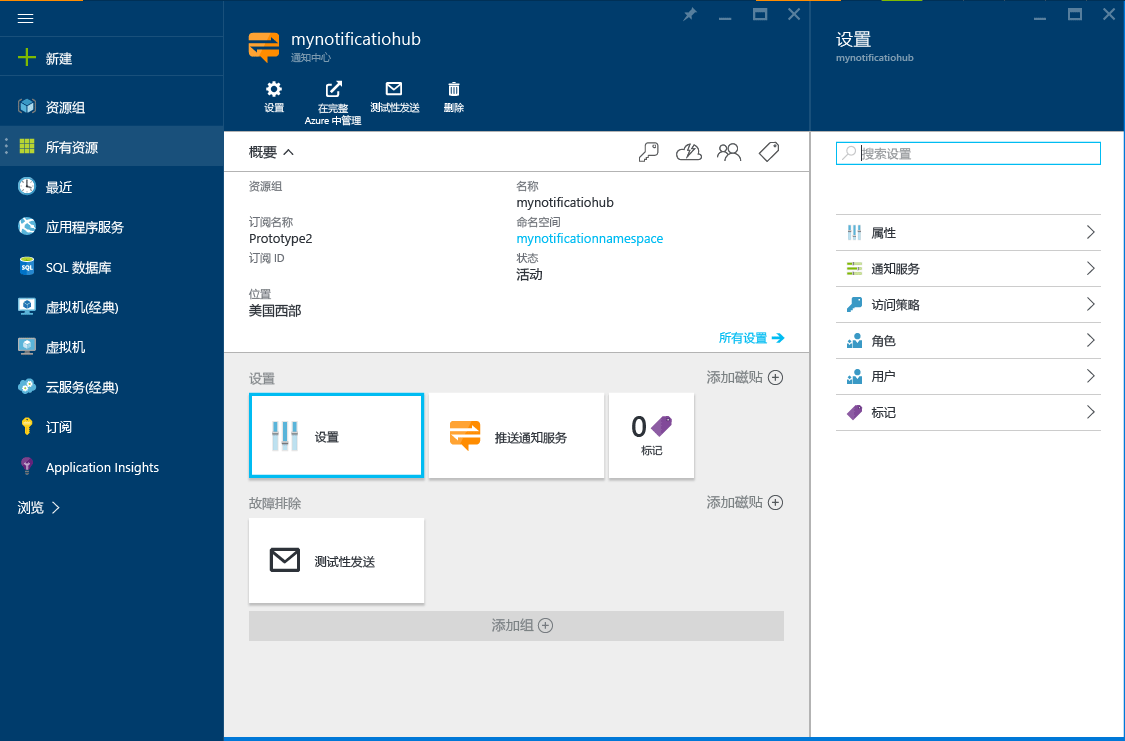 新建
资源组
所有资源
最近
应用程序服务
SQL 数据库
虚拟机(经典)
虚拟机
云服务(经典)
订阅
Application Insights
浏览
mynotificatiohub
通知中心
设置
在完整
Azure 中管理
测试性发送
删除
概要
资源组
订阅名称
Prototype2
订阅 ID
位置
美国西部
名称
mynotificatiohub
命名空间
mynotificationnamespace
状态
活动
所有设置
设置
添加磁贴
设置
推送通知服务
0
标记
故障排除
添加磁贴
测试性发送
添加组
设置
mynotificatiohub
搜索设置
属性
通知服务
访问策略
角色
用户
标记